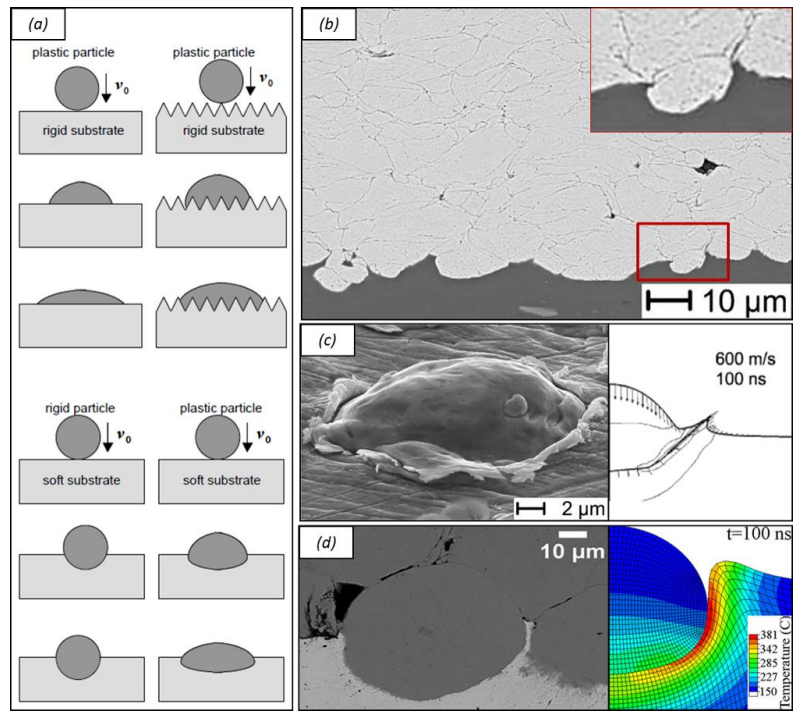 (a)
plastic particle
plastic particle
v₀
v₀
rigid substrate
rigid substrate
rigid particle
plastic particle
v₀
v₀
soft substrate
soft substrate
(b)
10 µm
(c)
2 µm
600 m/s
100 ns
(d)
10 µm
t=100 ns
381
342
285
227
150
Temperature (C)